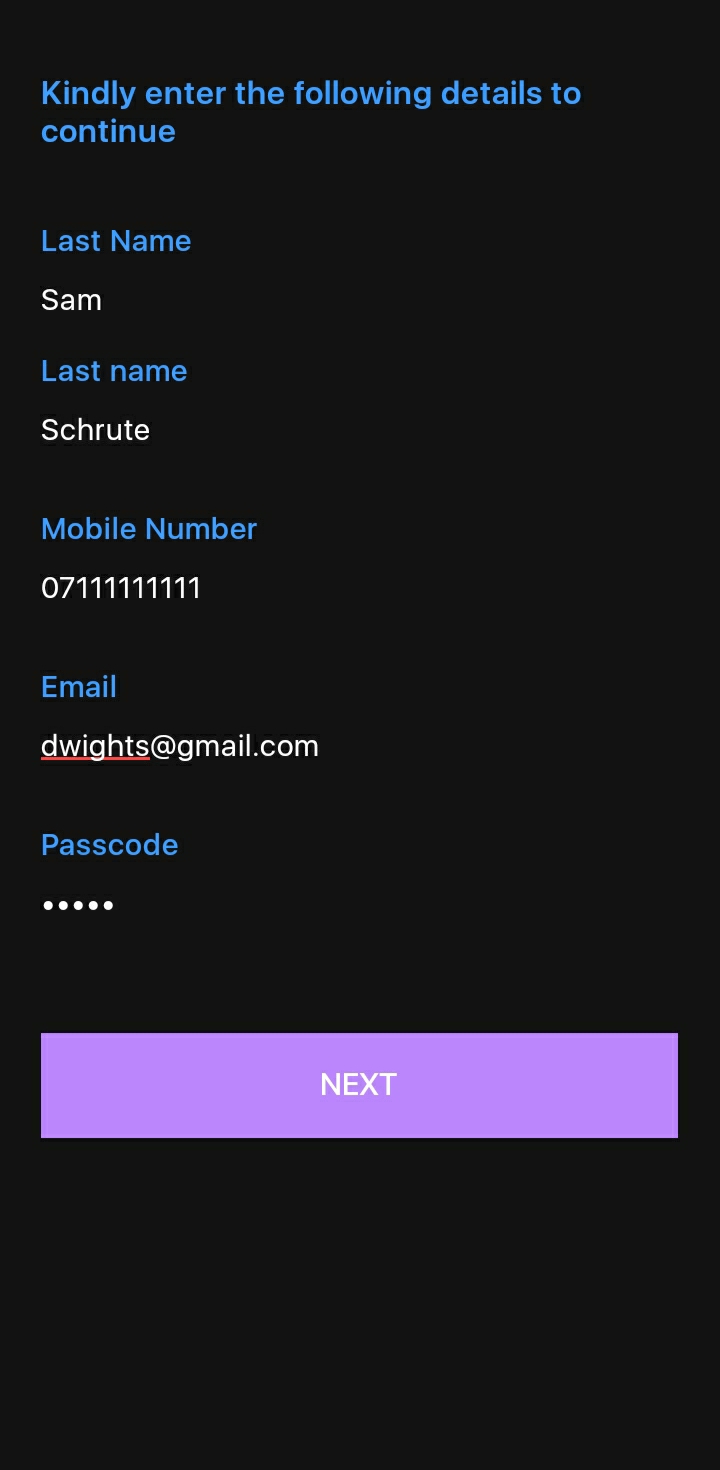 Kindly enter the following details to
continue
Last Name
Sam
Last name
Schrute
Mobile Number
07111111111
Email
dwights@gmail.com
Passcode
•••••
NEXT